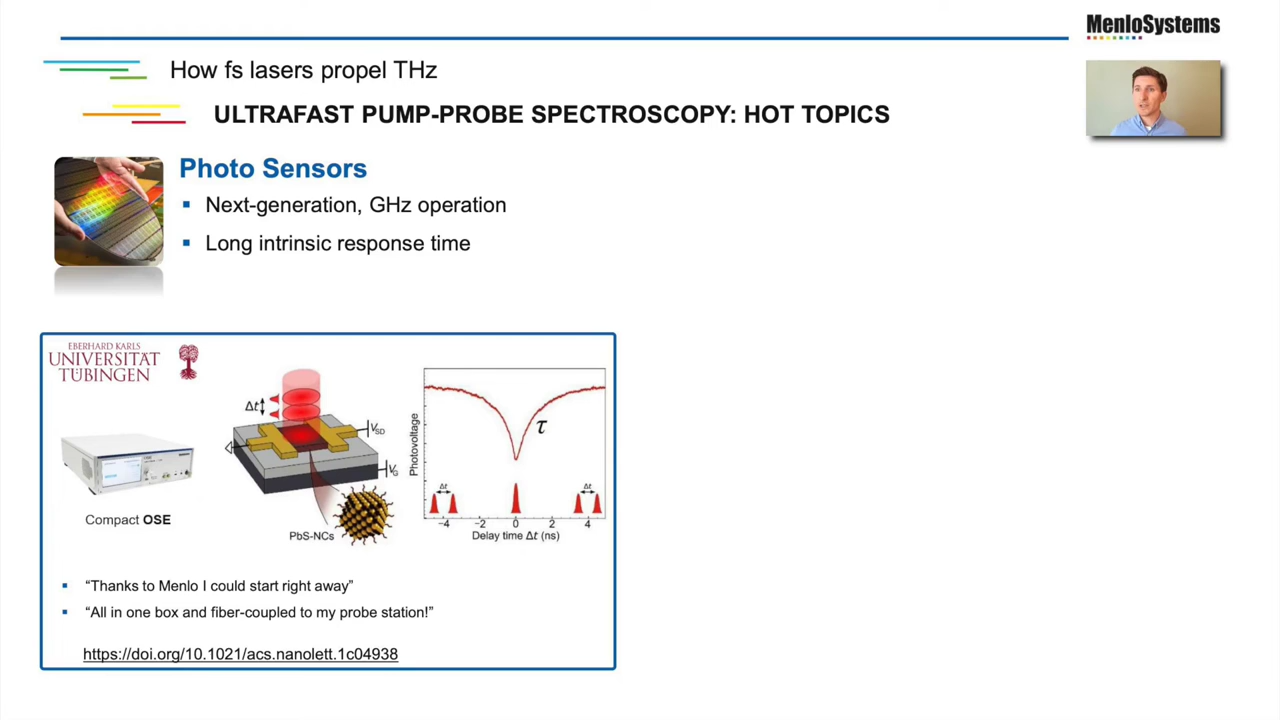 MenloSystems
How fs lasers propel THz
ULTRAFAST PUMP-PROBE SPECTROSCOPY: HOT TOPICS
Photo Sensors
▪ Next-generation, GHz operation
▪ Long intrinsic response time
EBERHARD KARLS
UNIVERSITÄT
TÜBINGEN
Compact OSE
Δt
VSD
VG
PbS-NCs
Photovoltage
τ
Δt
Δt
−4 −2 0 2 4
Delay time Δt (ns)
▪ “Thanks to Menlo I could start right away”
▪ “All in one box and fiber-coupled to my probe station!”
https://doi.org/10.1021/acs.nanolett.1c04938